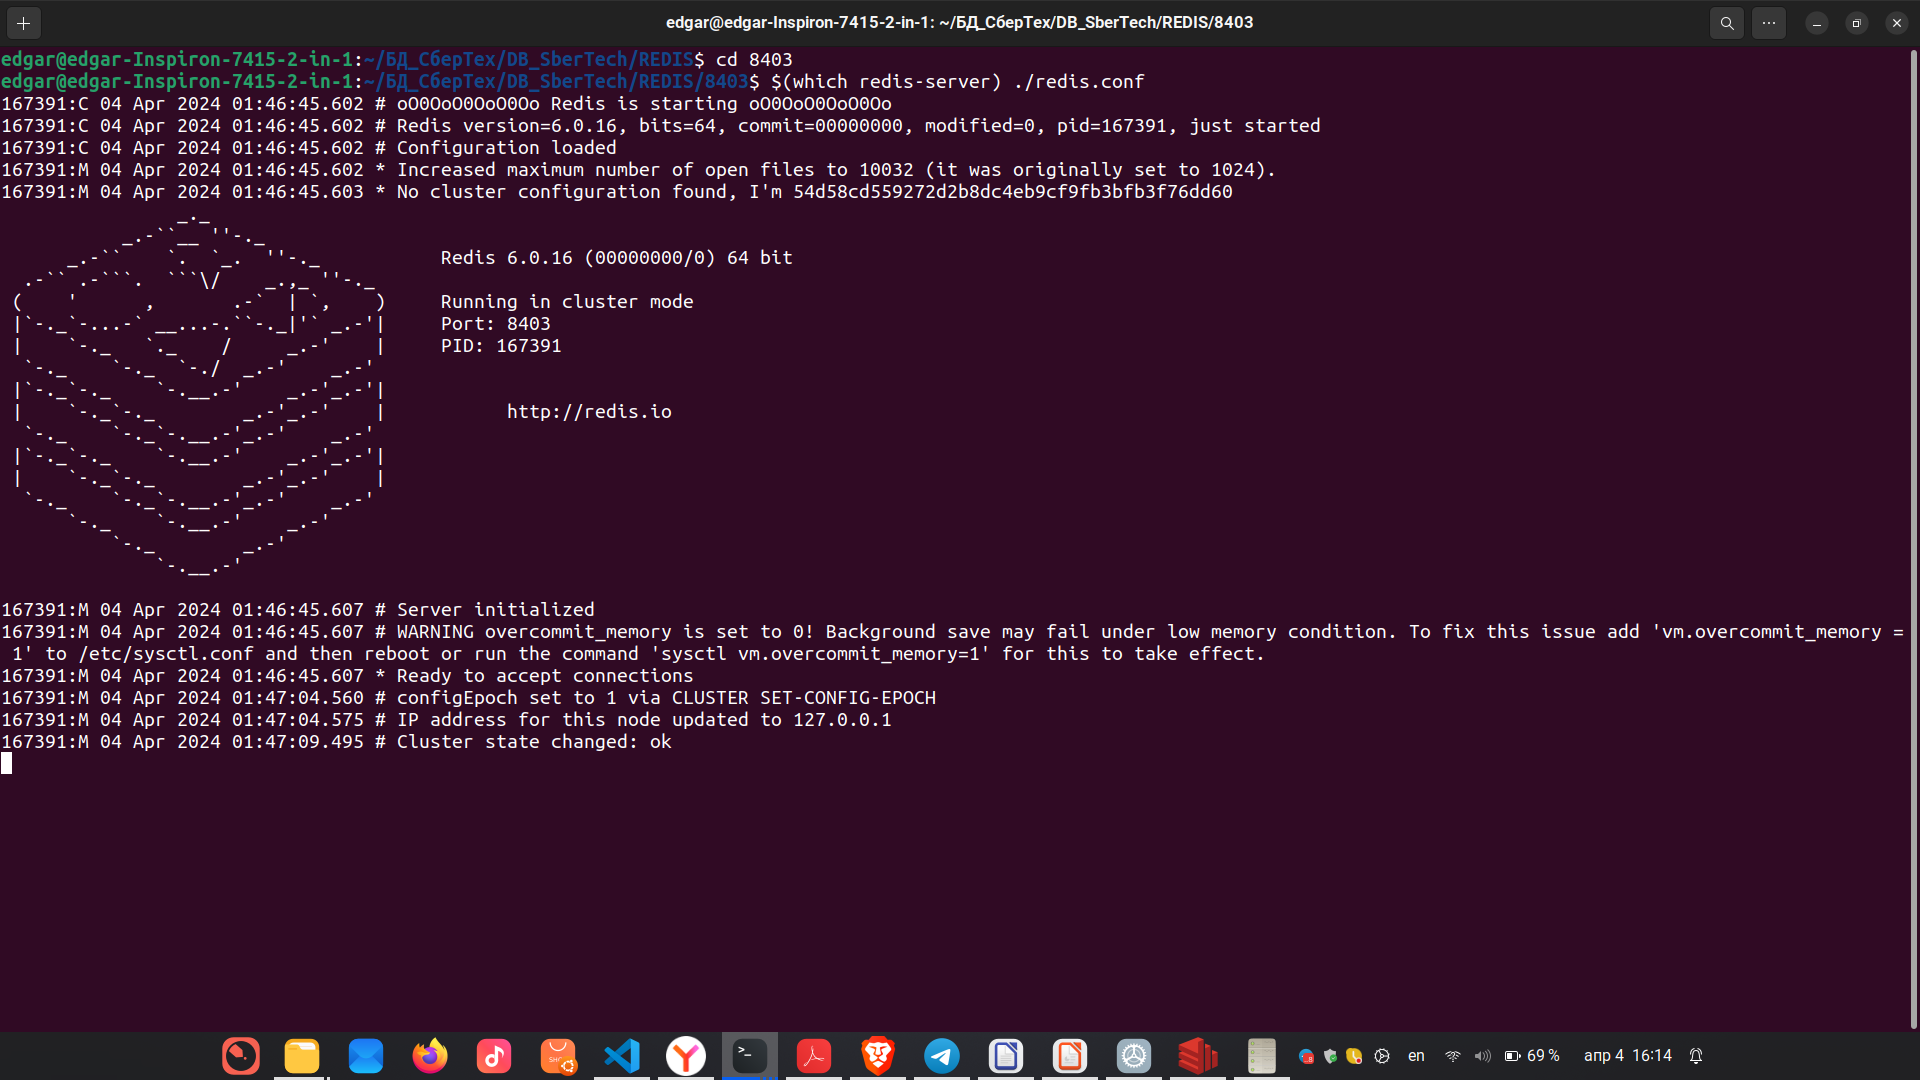 edgar@edgar-Inspiron-7415-2-in-1: ~/БД_СберТех/DB_SberTech/REDIS/8403
edgar@edgar-Inspiron-7415-2-in-1:~/БД_СберТех/DB_SberTech/REDIS$ cd 8403
edgar@edgar-Inspiron-7415-2-in-1:~/БД_СберТех/DB_SberTech/REDIS/8403$ $(which redis-server) ./redis.conf
167391:C 04 Apr 2024 01:46:45.602 # oO0OoO0OoO0Oo Redis is starting oO0OoO0OoO0Oo
167391:C 04 Apr 2024 01:46:45.602 # Redis version=6.0.16, bits=64, commit=00000000, modified=0, pid=167391, just started
167391:C 04 Apr 2024 01:46:45.602 # Configuration loaded
167391:M 04 Apr 2024 01:46:45.602 * Increased maximum number of open files to 10032 (it was originally set to 1024).
167391:M 04 Apr 2024 01:46:45.603 * No cluster configuration found, I'm 54d58cd559272d2b8dc4eb9cf9fb3bfb3f76dd60
Redis 6.0.16 (00000000/0) 64 bit
Running in cluster mode
Port: 8403
PID: 167391
http://redis.io
167391:M 04 Apr 2024 01:46:45.607 # Server initialized
167391:M 04 Apr 2024 01:46:45.607 # WARNING overcommit_memory is set to 0! Background save may fail under low memory condition. To fix this issue add 'vm.overcommit_memory =
1' to /etc/sysctl.conf and then reboot or run the command 'sysctl vm.overcommit_memory=1' for this to take effect.
167391:M 04 Apr 2024 01:46:45.607 * Ready to accept connections
167391:M 04 Apr 2024 01:47:04.560 # configEpoch set to 1 via CLUSTER SET-CONFIG-EPOCH
167391:M 04 Apr 2024 01:47:04.575 # IP address for this node updated to 127.0.0.1
167391:M 04 Apr 2024 01:47:09.495 # Cluster state changed: ok
en 69 % апр 4 16:14